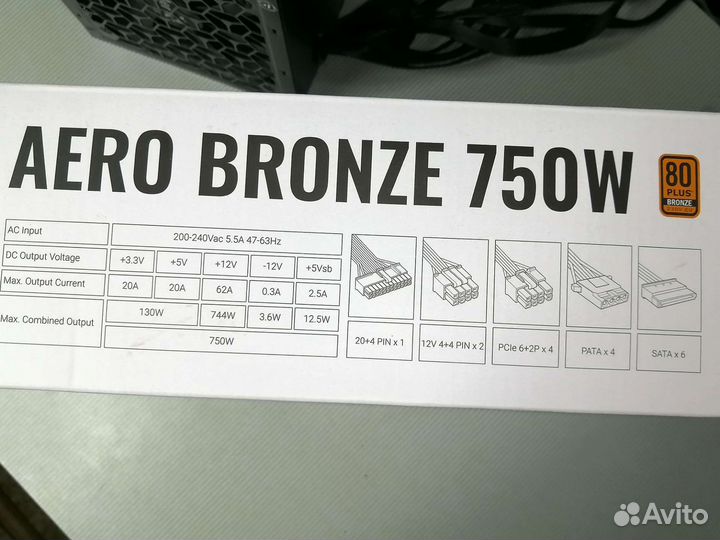 AERO BRONZE 750W
80
PLUS
BRONZE
AC Input 200-240Vac 5.5A 47-63Hz
DC Output Voltage +3.3V +5V +12V -12V +5Vsb
Max. Output Current 20A 20A 62A 0.3A 2.5A
Max. Combined Output 130W 744W 3.6W 12.5W
750W
20+4 PIN x 1 12V 4+4 PIN x 2 PCIe 6+2P x 4 PATA x 4 SATA x 6
Avito